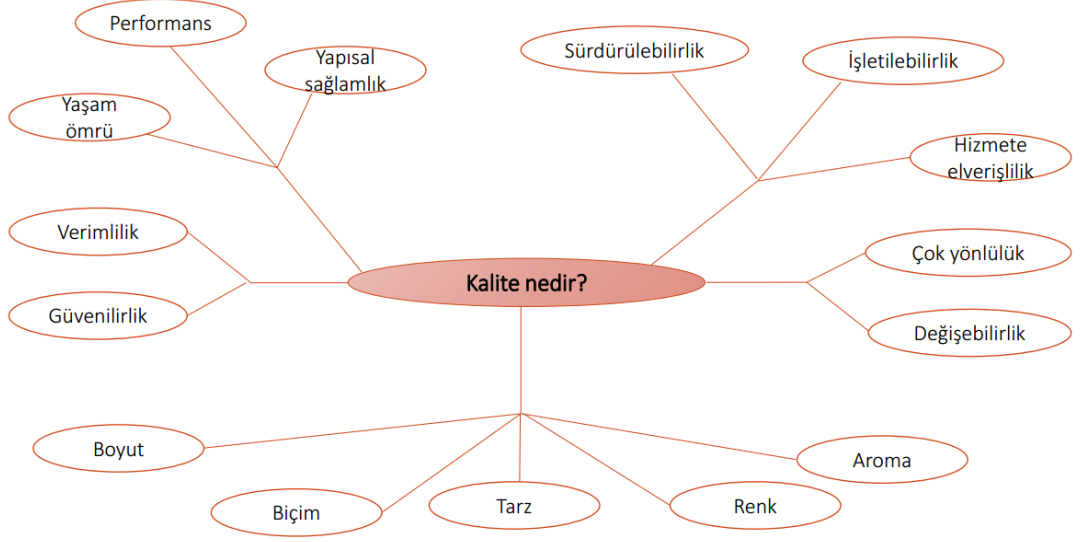 Performans
Yapısal
sağlamlık
Yaşam
ömrü
Sürdürülebilirlik
İşletilebilirlik
Hizmete
elverişlilik
Verimlilik
Güvenilirlik
Kalite nedir?
Çok yönlülük
Değişebilirlik
Boyut
Biçim
Tarz
Renk
Aroma